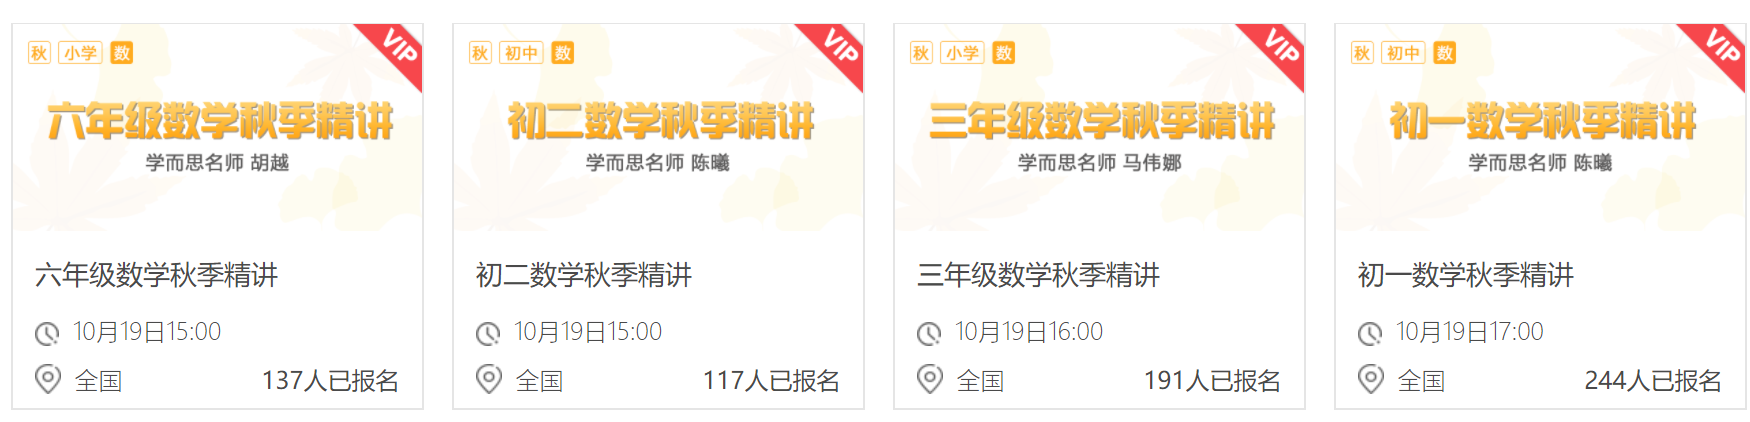 秋 小学 数
VIP
六年级数学秋季精讲
学而思名师 胡越
六年级数学秋季精讲
10月19日15:00
全国
137人已报名
秋 初中 数
VIP
初二数学秋季精讲
学而思名师 陈曦
初二数学秋季精讲
10月19日15:00
全国
117人已报名
秋 小学 数
VIP
三年级数学秋季精讲
学而思名师 马伟娜
三年级数学秋季精讲
10月19日16:00
全国
191人已报名
秋 初中 数
VIP
初一数学秋季精讲
学而思名师 陈曦
初一数学秋季精讲
10月19日17:00
全国
244人已报名